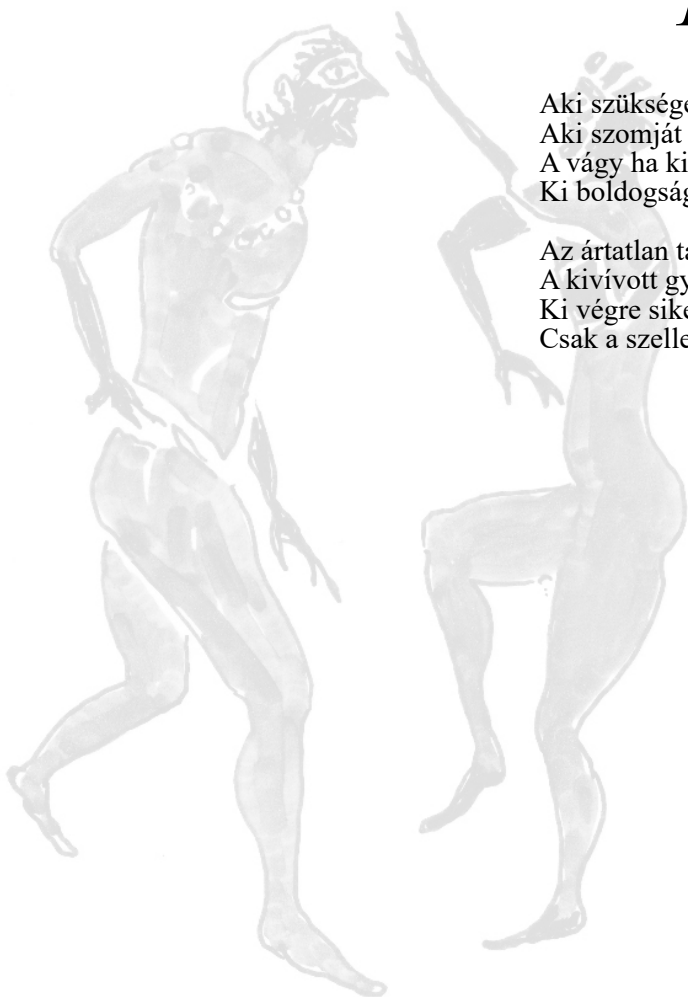 Aki szüksége
Aki szomját
A vágy ha ki
Ki boldogság
Az ártatlan ta
A kivívott gy
Ki végre sike
Csak a szelle